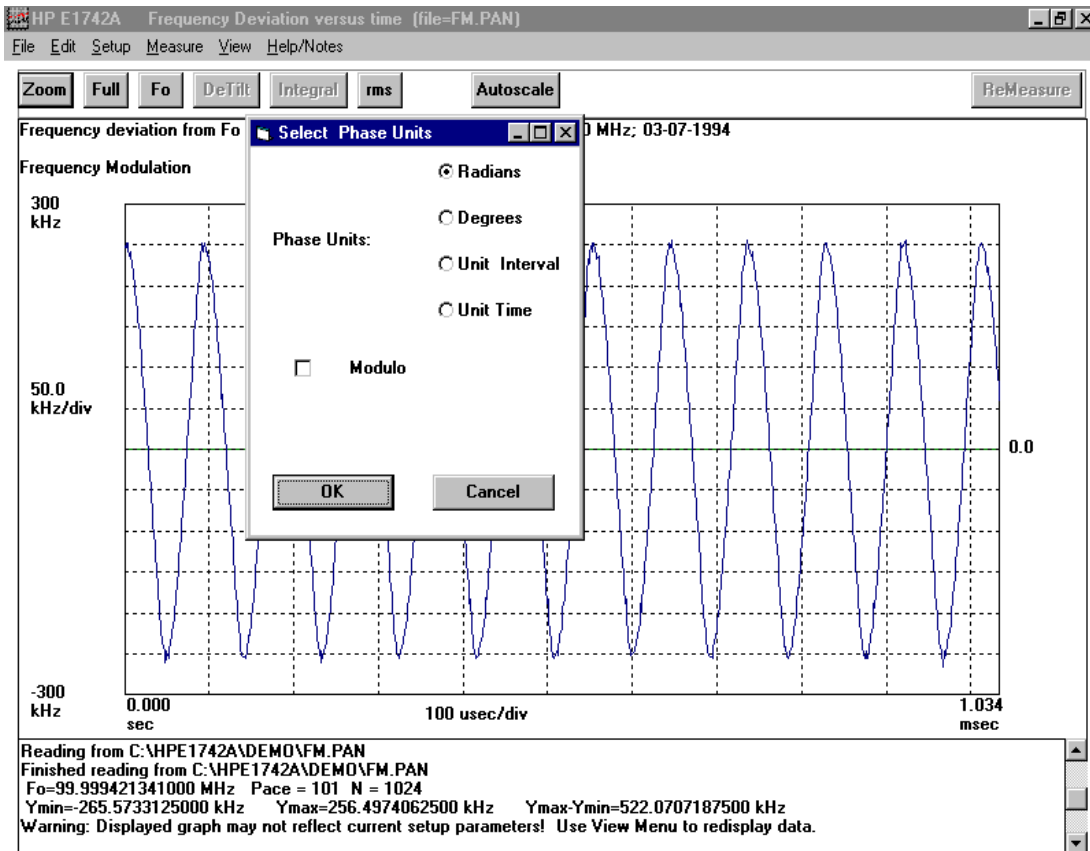 HP E1742A Frequency Deviation versus time (file=FM.PAN)
File Edit Setup Measure View Help/Notes
Zoom Full Fo DeTilt Integral rms Autoscale ReMeasure
Frequency deviation from Fo MHz; 03-07-1994
Frequency Modulation
Select Phase Units
Radians
Degrees
Phase Units:
Unit Interval
Unit Time
Modulo
OK Cancel
300
kHz
50.0
kHz/div
0.0
-300
kHz
0.000
sec
100 usec/div
1.034
msec
Reading from C:\HPE1742A\DEMO\FM.PAN
Finished reading from C:\HPE1742A\DEMO\FM.PAN
Fo=99.999421341000 MHz Pace = 101 N = 1024
Ymin=-265.5733125000 kHz Ymax=256.4974062500 kHz Ymax-Ymin=522.0707187500 kHz
Warning: Displayed graph may not reflect current setup parameters! Use View Menu to redisplay data.